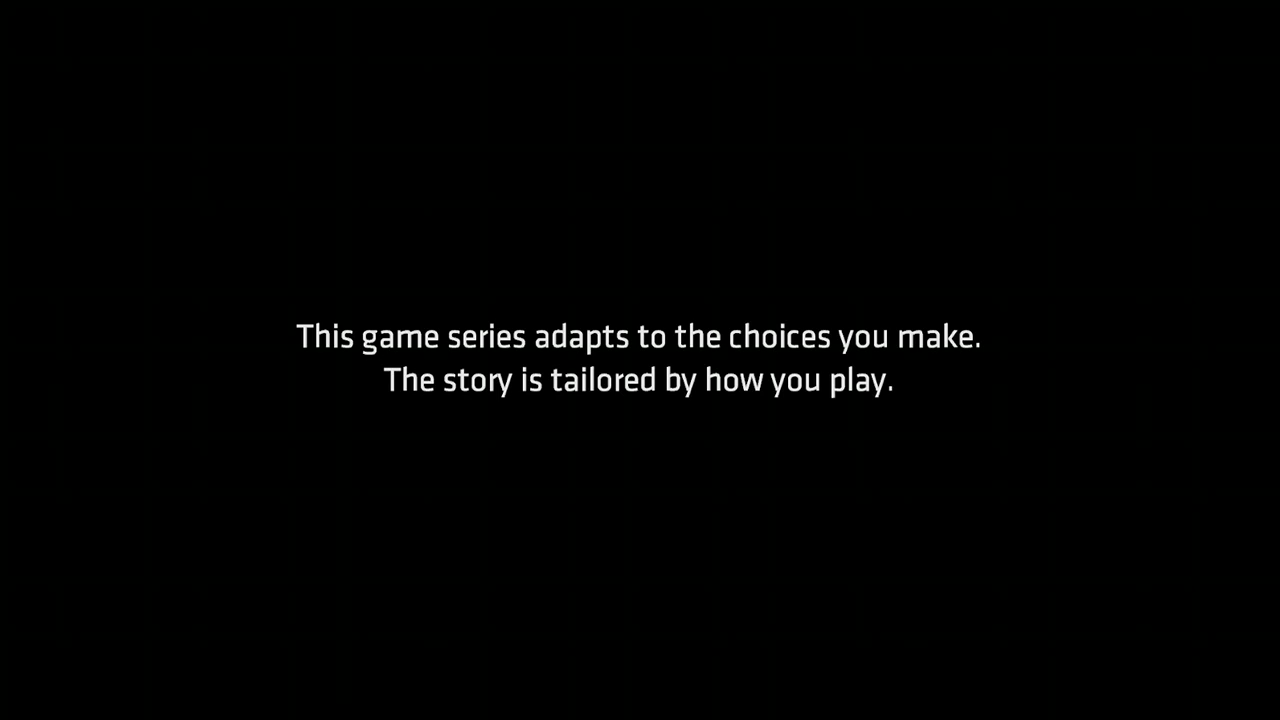 This game series adapts to the choices you make.
The story is tailored by how you play.